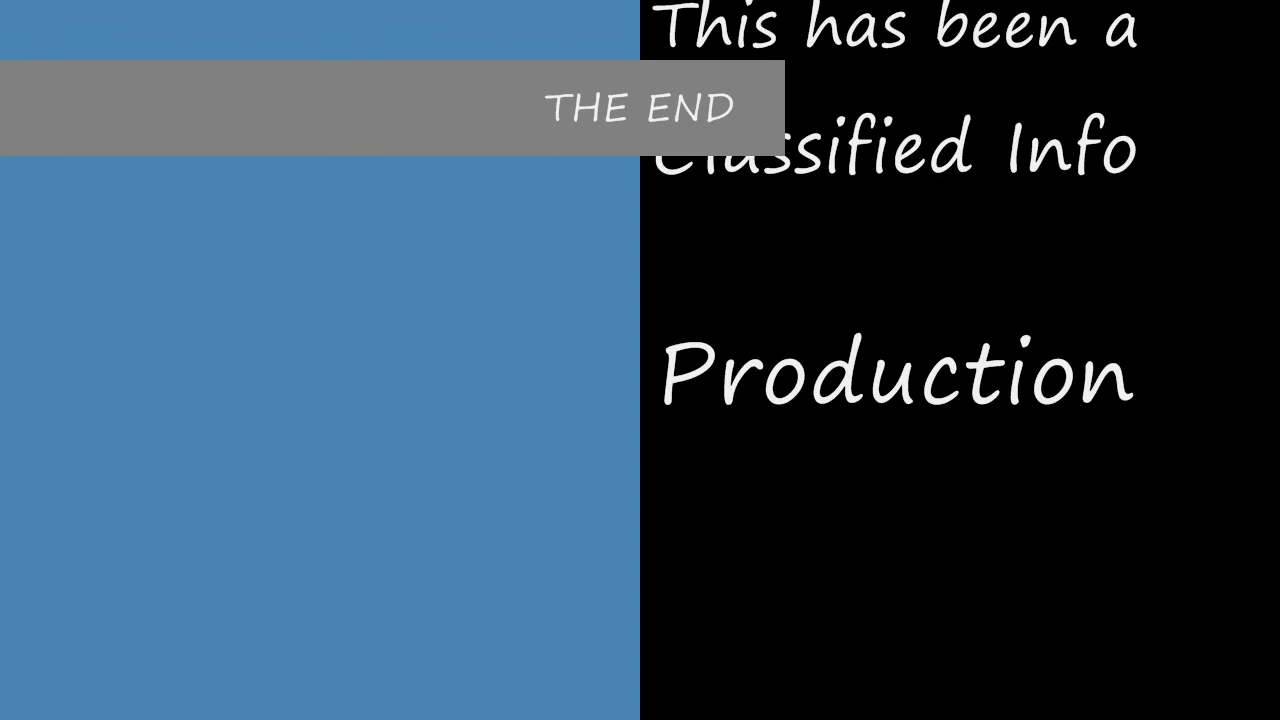 This has been a
THE END
Classified Info
Production